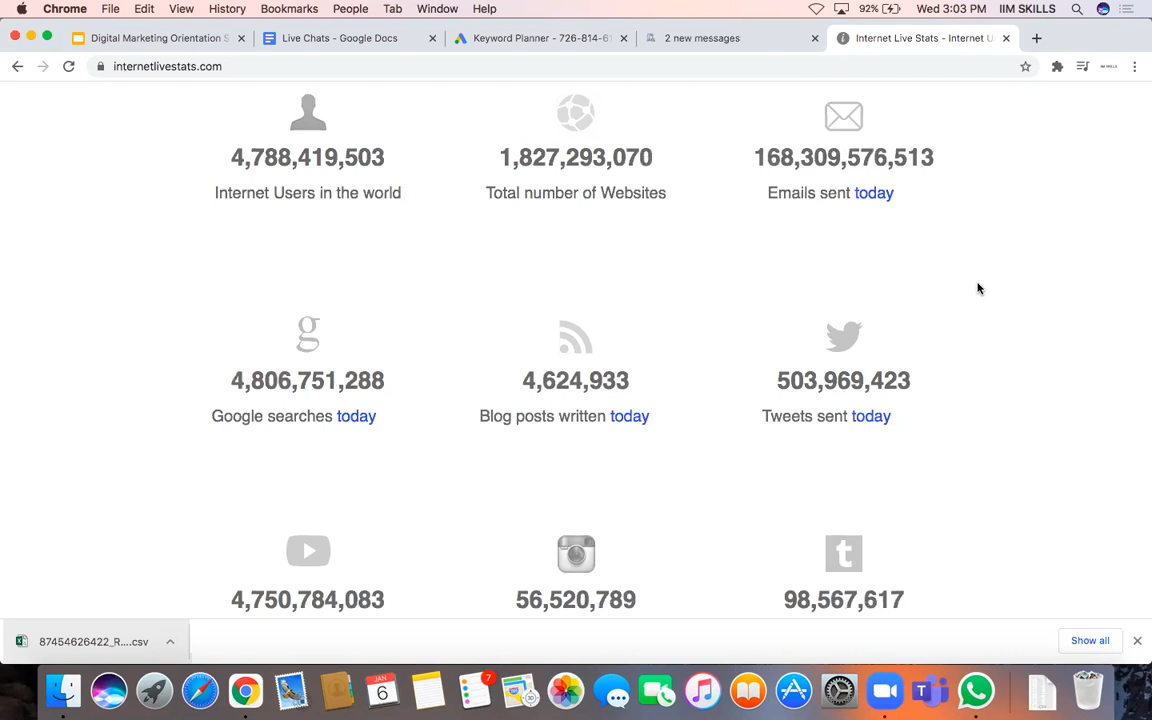 Chrome File Edit View History Bookmarks People Tab Window Help 92% Wed 3:03 PM IIM SKILLS
Digital Marketing Orientation S
Live Chats - Google Docs
Keyword Planner - 726-814-6
2 new messages
Internet Live Stats - Internet U
internetlivestats.com
4,788,419,503 1,827,293,070 168,309,576,513
Internet Users in the world Total number of Websites Emails sent today
g
4,806,751,288 4,624,933 503,969,423
Google searches today Blog posts written today Tweets sent today
t
4,750,784,083 56,520,789 98,567,617
87454626422_R....csv Show all
JAN
6
7